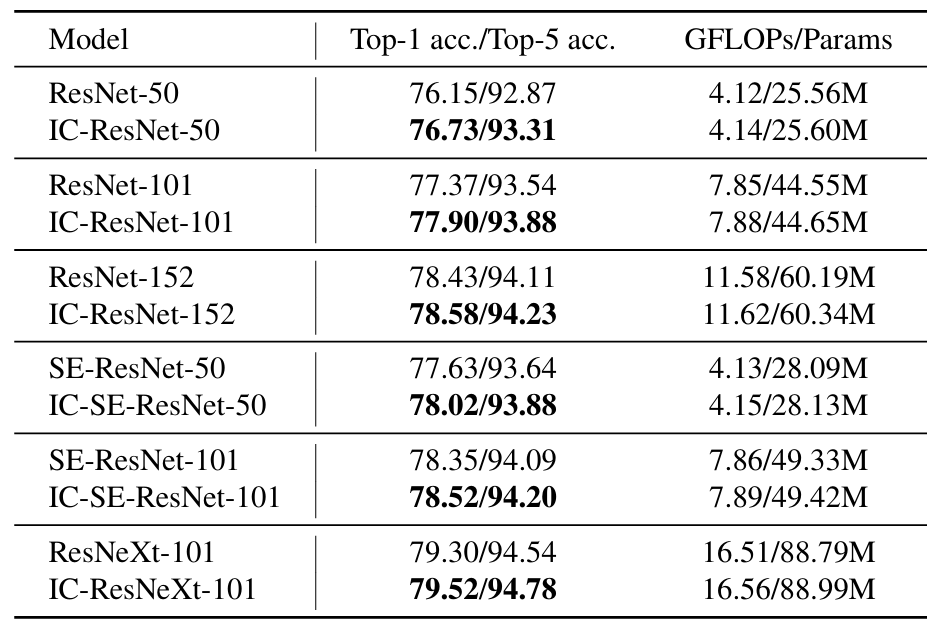 Model Top-1 acc./Top-5 acc. GFLOPs/Params
ResNet-50 76.15/92.87 4.12/25.56M
IC-ResNet-50 76.73/93.31 4.14/25.60M
ResNet-101 77.37/93.54 7.85/44.55M
IC-ResNet-101 77.90/93.88 7.88/44.65M
ResNet-152 78.43/94.11 11.58/60.19M
IC-ResNet-152 78.58/94.23 11.62/60.34M
SE-ResNet-50 77.63/93.64 4.13/28.09M
IC-SE-ResNet-50 78.02/93.88 4.15/28.13M
SE-ResNet-101 78.35/94.09 7.86/49.33M
IC-SE-ResNet-101 78.52/94.20 7.89/49.42M
ResNeXt-101 79.30/94.54 16.51/88.79M
IC-ResNeXt-101 79.52/94.78 16.56/88.99M